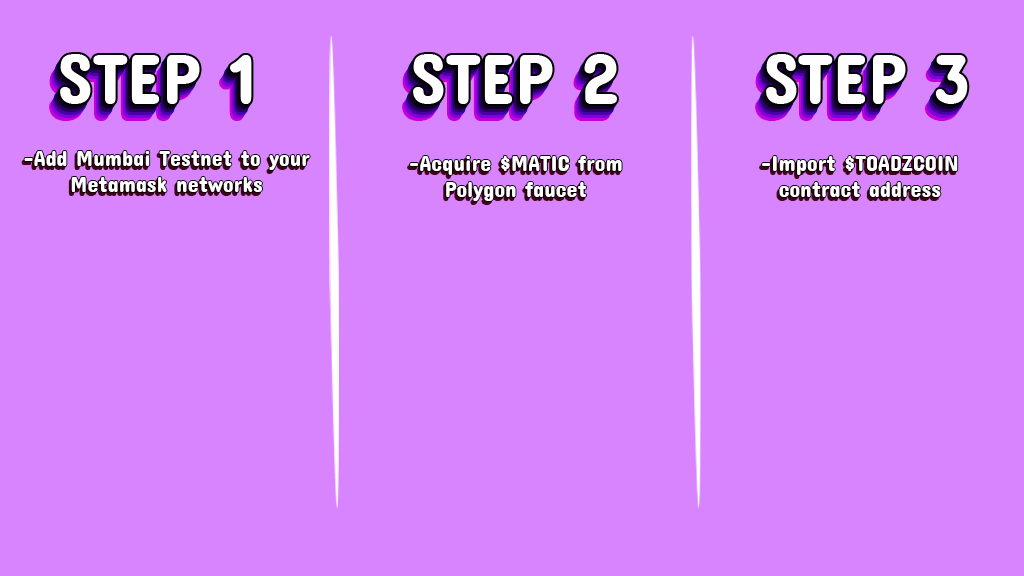 STEP 1
-Add Mumbai Testnet to your
Metamask networks
STEP 2
-Acquire $MATIC from
Polygon faucet
STEP 3
-Import $TOADZCOIN
contract address